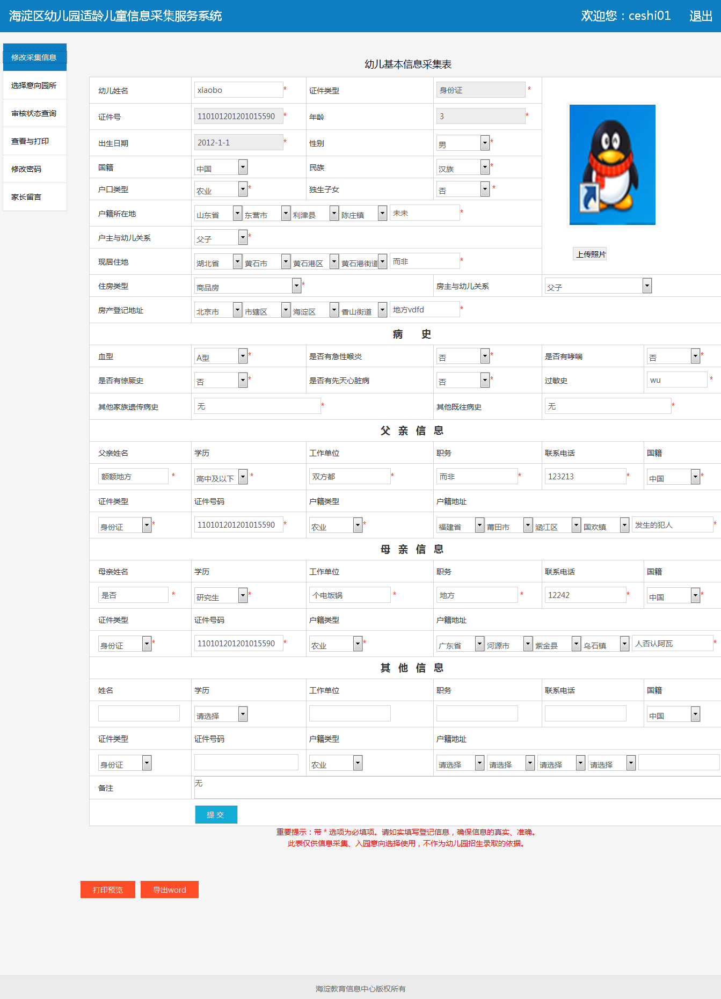 海淀区幼儿园适龄儿童信息采集服务系统 欢迎您：ceshi01 退出
修改采集信息
选择意向园所
审核状态查询
查看与打印
修改密码
家长留言
幼儿基本信息采集表
幼儿姓名 xiaobo * 证件类型 身份证 *
证件号 110101201201015590 * 年龄 3 *
出生日期 2012-1-1 * 性别 男 *
国籍 中国 民族 汉族 *
户口类型 农业 * 独生子女 否 *
户籍所在地 山东省 东营市 利津县 陈庄镇 未未 *
户主与幼儿关系 父子 *
上传照片
现居住地 湖北省 黄石市 黄石港区 黄石港街道 而非 *
住房类型 商品房 * 房主与幼儿关系 父子
房产登记地址 北京市 市辖区 海淀区 香山街道 地方vdfd *
病 史
血型 A型 * 是否有急性喉炎 否 * 是否有哮喘 否 *
是否有惊厥史 否 * 是否有先天心脏病 否 * 过敏史 wu *
其他家族遗传病史 无 * 其他既往病史 无 *
父 亲 信 息
父亲姓名 学历 工作单位 职务 联系电话 国籍
额额地方 * 高中及以下 * 双方都 * 而非 * 123213 * 中国 *
证件类型 证件号码 户籍类型 户籍地址
身份证 * 110101201201015590 * 农业 * 福建省 莆田市 涵江区 国欢镇 发生的犯人 *
母 亲 信 息
母亲姓名 学历 工作单位 职务 联系电话 国籍
是否 * 研究生 * 个电饭锅 * 地方 * 12242 * 中国 *
证件类型 证件号码 户籍类型 户籍地址
身份证 * 110101201201015590 * 农业 * 广东省 河源市 紫金县 乌石镇 人否认阿瓦 *
其 他 信 息
姓名 学历 工作单位 职务 联系电话 国籍
请选择 中国
证件类型 证件号码 户籍类型 户籍地址
身份证 农业 请选择 请选择 请选择 请选择
备注 无
提 交
重要提示：带 * 选项为必填项。请如实填写登记信息，确保信息的真实、准确。
此表仅供信息采集、入园意向选择使用，不作为幼儿园招生录取的依据。
打印预览 导出word
海淀教育信息中心版权所有